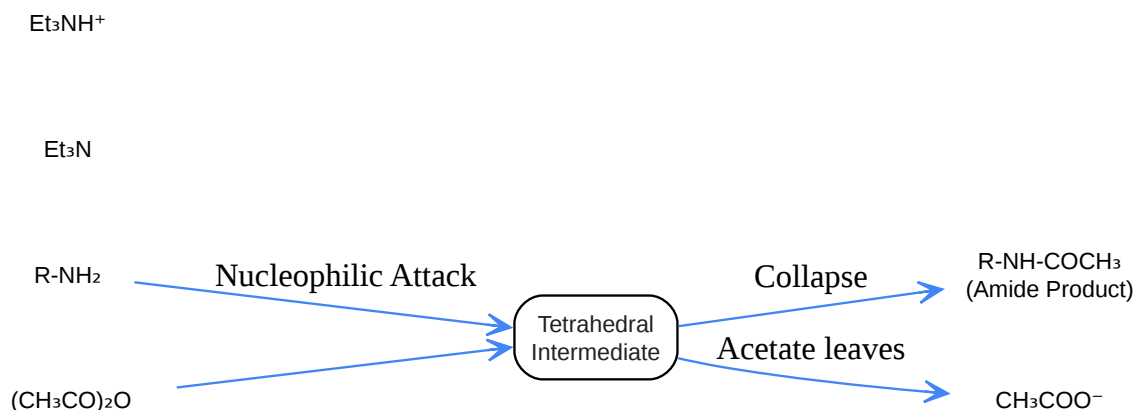 Et₃NH⁺
Et₃N
R-NH₂
Nucleophilic Attack
Tetrahedral
Intermediate
Collapse
R-NH-COCH₃
(Amide Product)
Acetate leaves
(CH₃CO)₂O
CH₃COO⁻